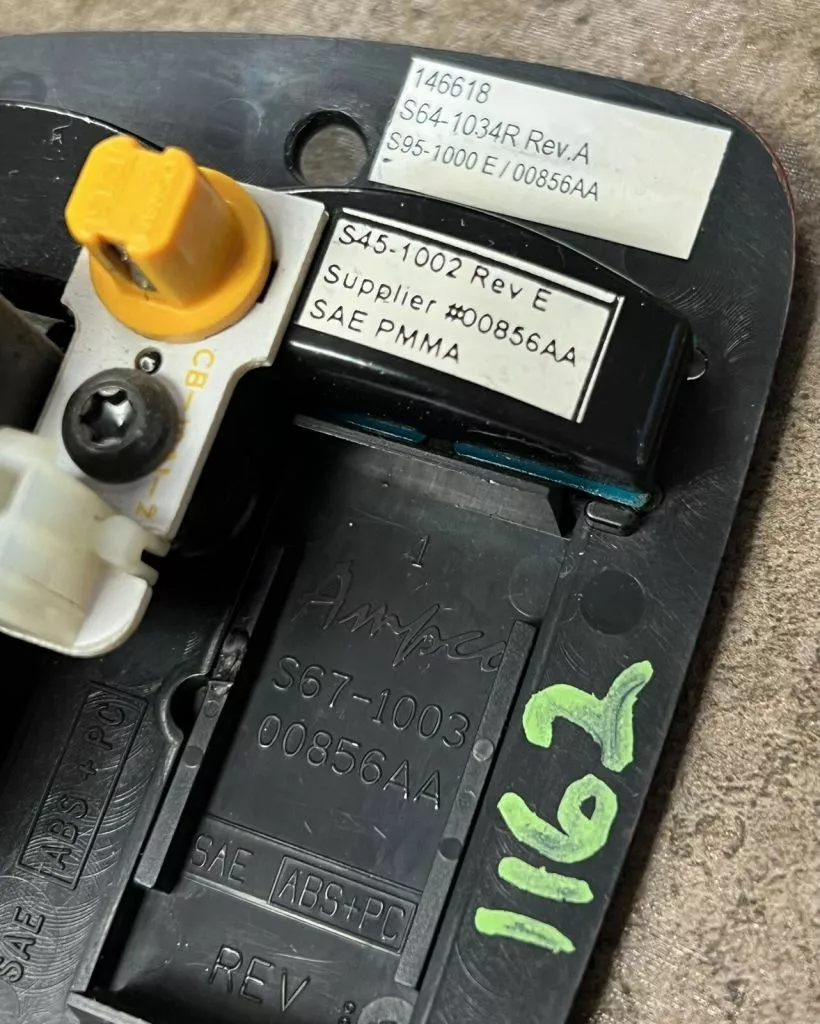 146618
S64-1034R Rev.A
S95-1000 E / 00856AA
S45-1002 Rev E
Supplier #00856AA
SAE PMMA
1
Ampco
S67-1003
00856AA
SAE ABS+PC
REV
SAE ABS + PC
1162